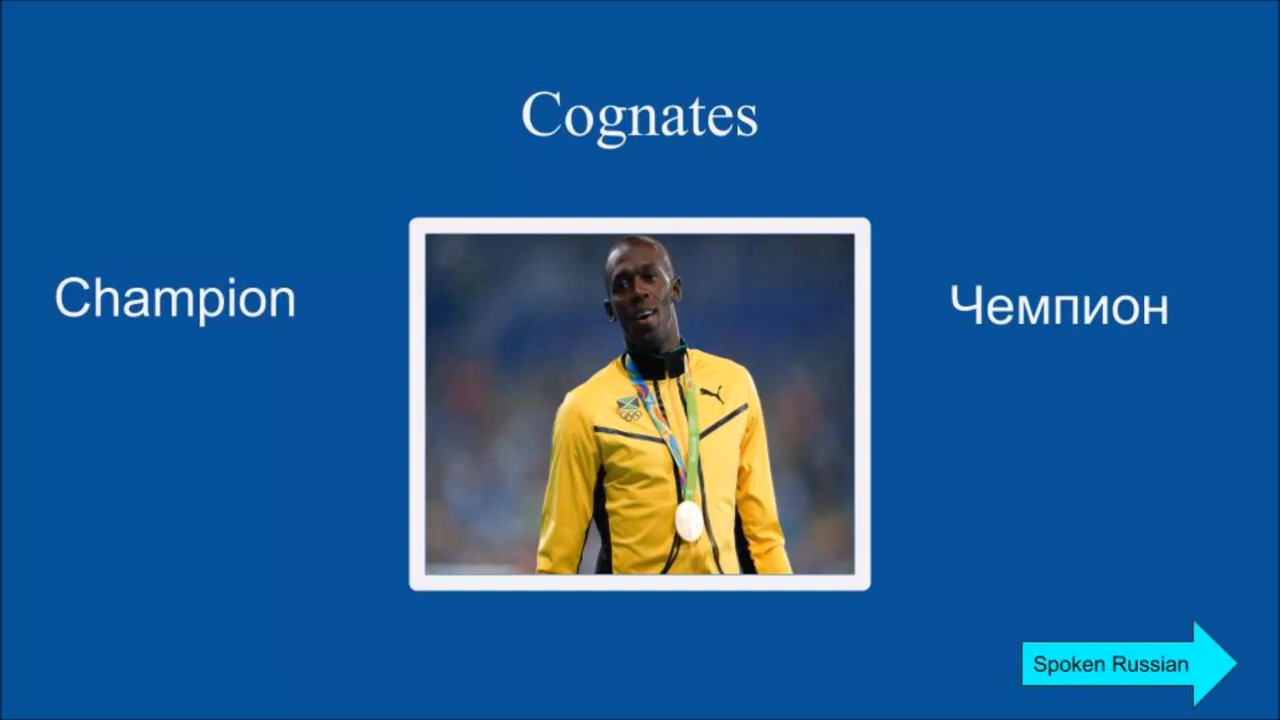 Cognates
Champion
Чемпион
Spoken Russian